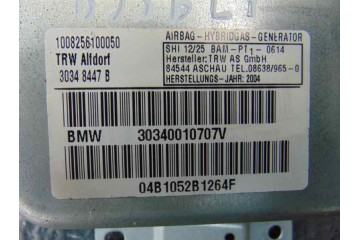 1008256100050
TRW Alfdorf
3034 8447 B
AIRBAG - HYBRIDGAS - GENERATOR
SHI 12/25 BAM-PT1-0614
Hersteller:TRW AS GmbH
84544 ASCHAU TEL.08638/965-0
HERSTELLUNGS-JAHR: 2004
BMW 30340010707V
04B1052B1264F